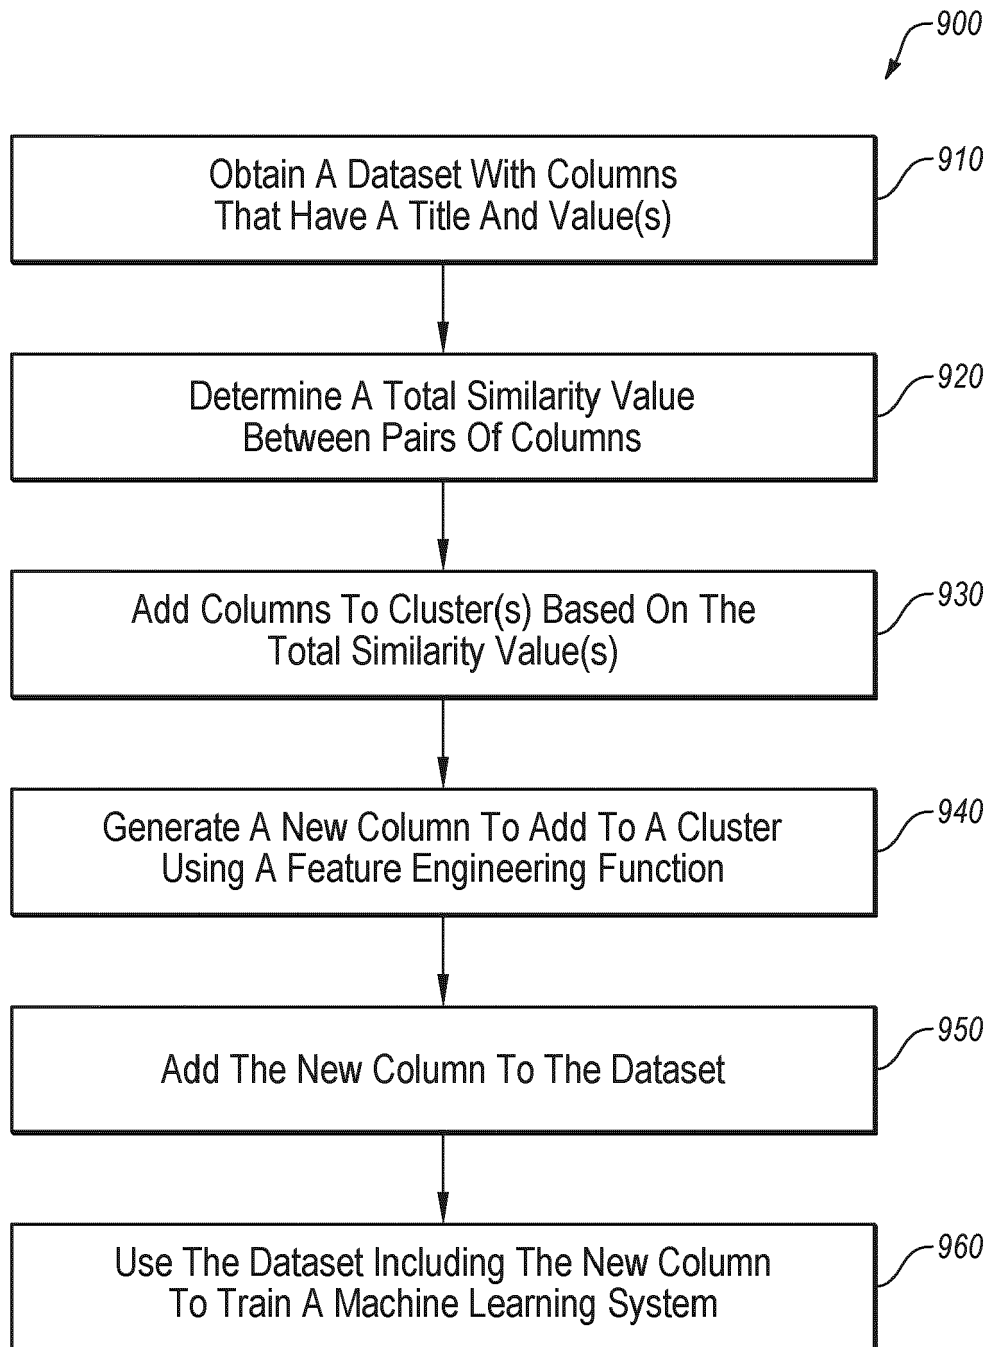 900
Obtain A Dataset With Columns
That Have A Title And Value(s)
910
Determine A Total Similarity Value
Between Pairs Of Columns
920
Add Columns To Cluster(s) Based On The
Total Similarity Value(s)
930
Generate A New Column To Add To A Cluster
Using A Feature Engineering Function
940
Add The New Column To The Dataset
950
Use The Dataset Including The New Column
To Train A Machine Learning System
960